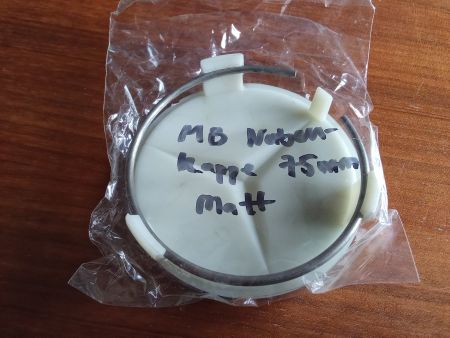 MB Naben-
Kappe 75mm
Matt